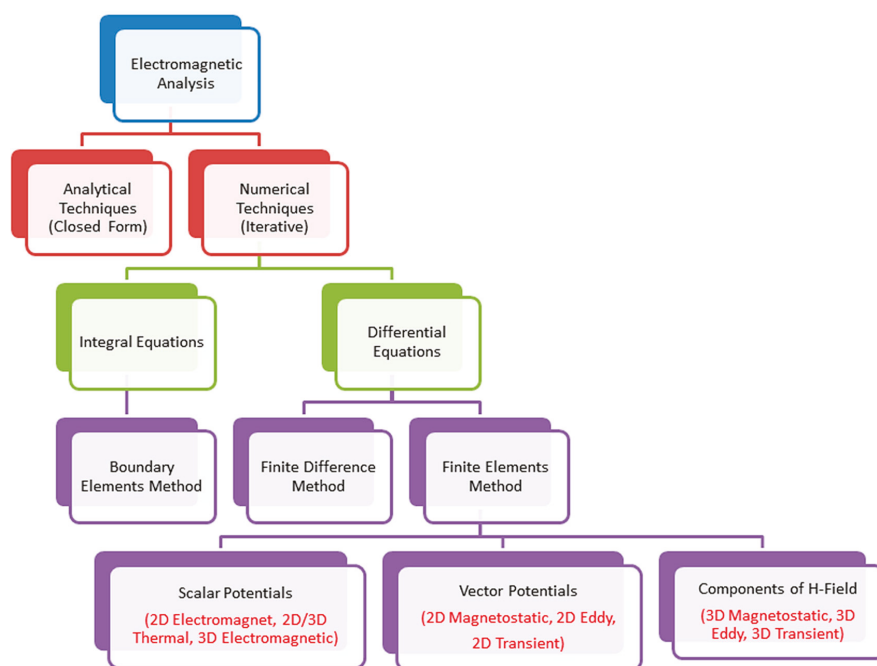 Electromagnetic
Analysis
Analytical
Techniques
(Closed Form)
Numerical
Techniques
(Iterative)
Integral Equations
Differential
Equations
Boundary
Elements Method
Finite Difference
Method
Finite Elements
Method
Scalar Potentials
(2D Electromagnet, 2D/3D
Thermal, 3D Electromagnetic)
Vector Potentials
(2D Magnetostatic, 2D Eddy,
2D Transient)
Components of H-Field
(3D Magnetostatic, 3D
Eddy, 3D Transient)